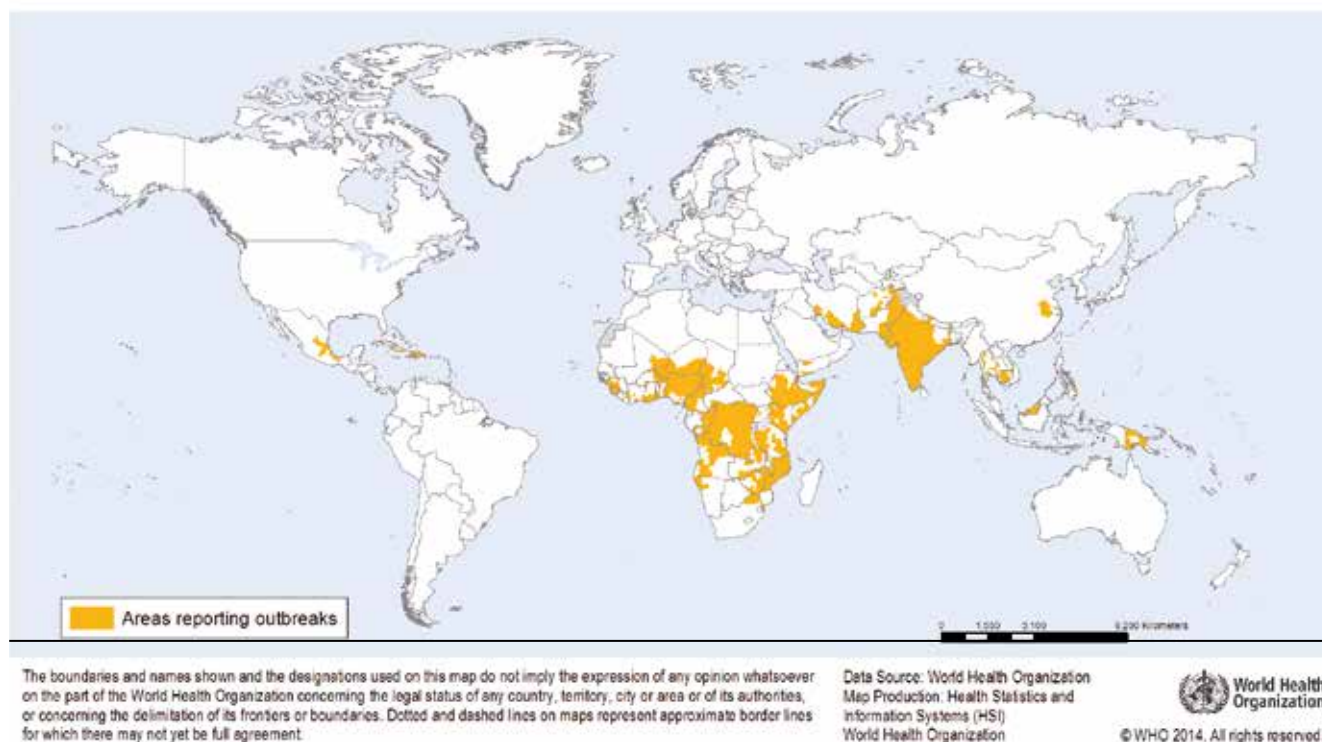 Areas reporting outbreaks
0 1,550 3,100 6,200 Kilometers
The boundaries and names shown and the designations used on this map do not imply the expression of any opinion whatsoever
on the part of the World Health Organization concerning the legal status of any country, territory, city or area or of its authorities,
or concerning the delimitation of its frontiers or boundaries. Dotted and dashed lines on maps represent approximate border lines
for which there may not yet be full agreement.
Data Source: World Health Organization
Map Production: Health Statistics and
Information Systems (HSI)
World Health Organization
World Health
Organization
© WHO 2014. All rights reserved.